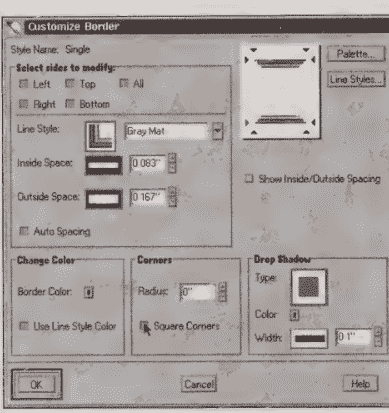 Customize Border
Style Name: Single
Palette...
Select sides to modify:
Line Styles...
Left Top All
Right Bottom
Line Style: Gray Mat
Inside Space: 0.083"
Show Inside/Outside Spacing
Outside Space: 0.167"
Auto Spacing
Change Color
Corners
Drop Shadow
Border Color:
Radius: 0"
Type:
Color
Use Line Style Color
Square Corners
Width: 0.1"
OK
Cancel
Help